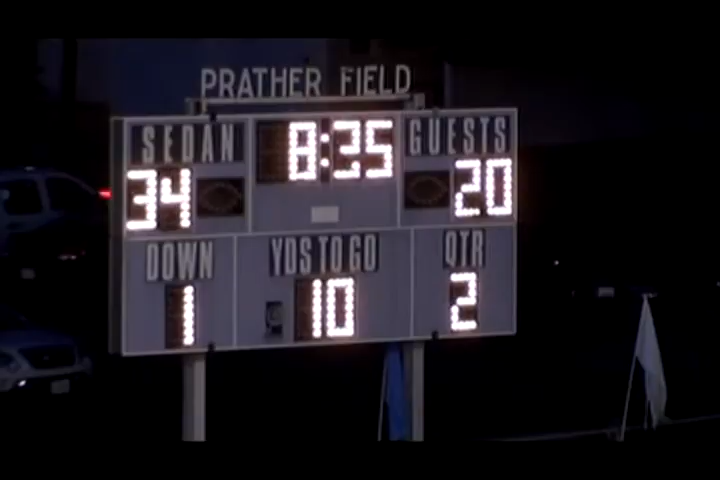 PRATHER FIELD
SEDAN 8:35 GUESTS
34 20
DOWN YDS TO GO QTR
1 10 2